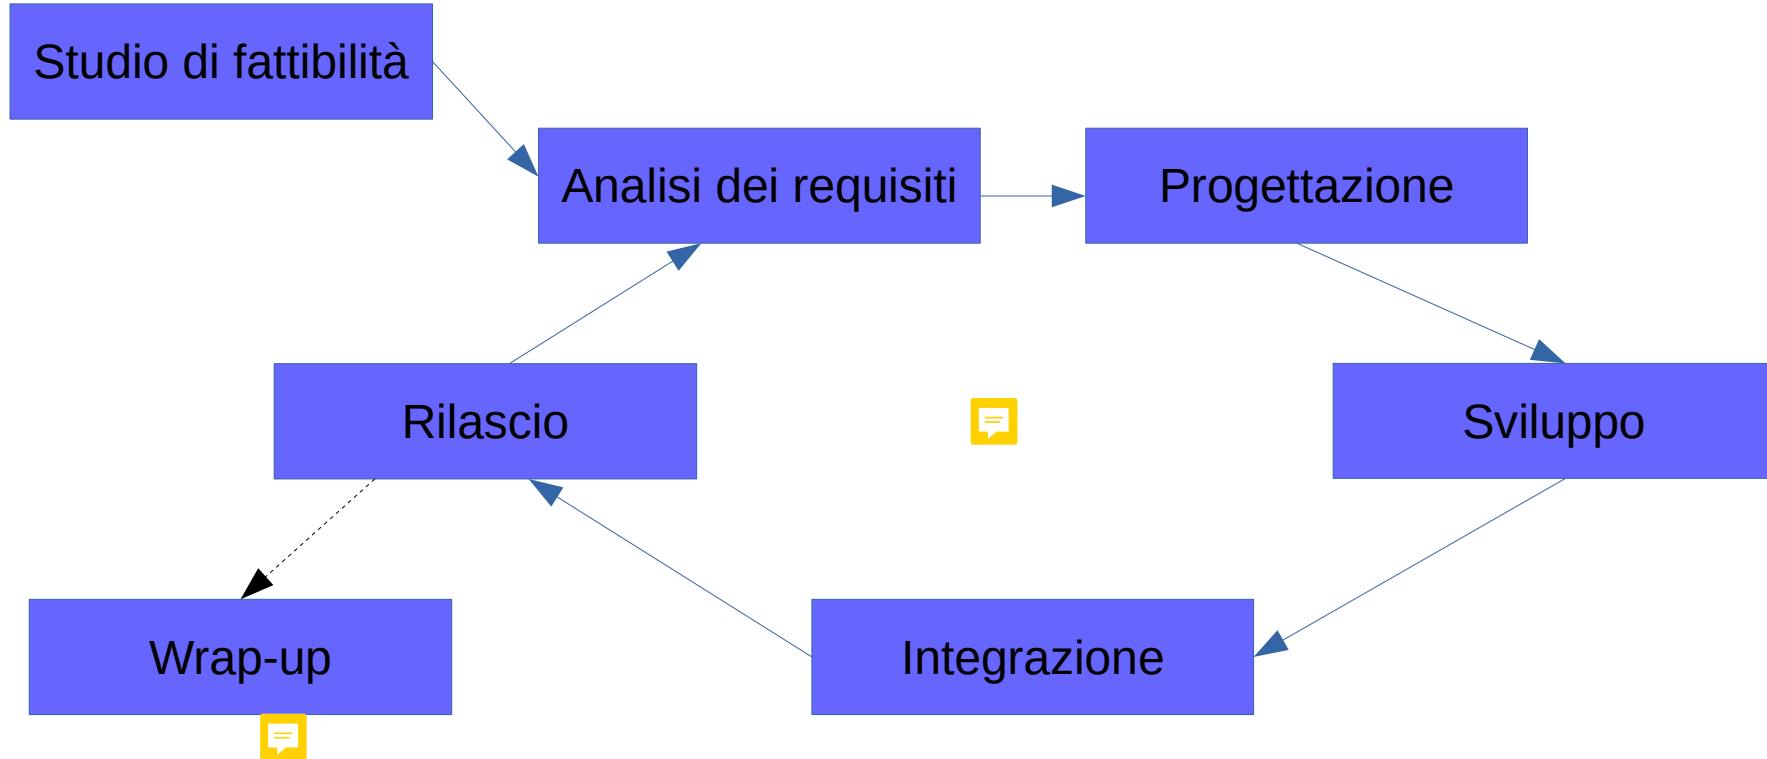 Studio di fattibilità
Analisi dei requisiti
Progettazione
Rilascio
Sviluppo
Wrap-up
Integrazione